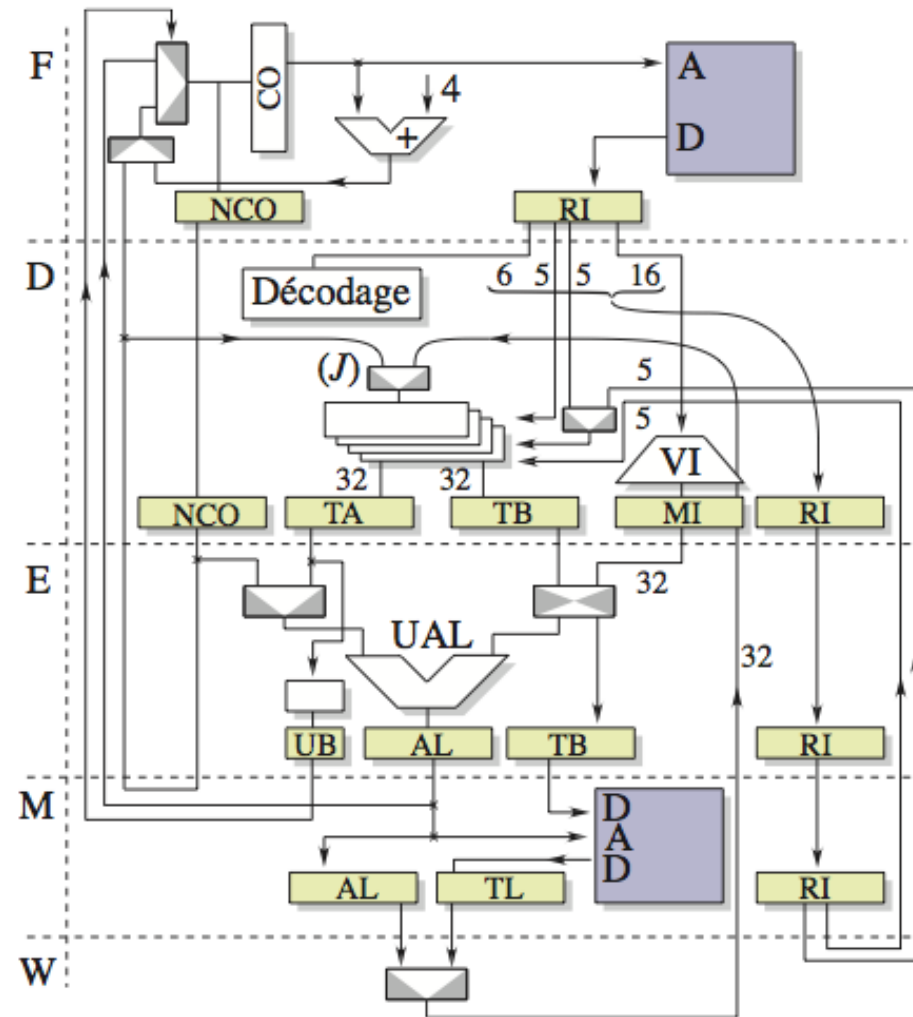 F
CO
4
+
A
D
NCO
RI
D
Décodage
6 5 5 16
(J)
5
5
VI
32 32
NCO TA TB MI RI
E
32
UAL
32
UB AL TB RI
M
D
A
D
AL TL RI
W